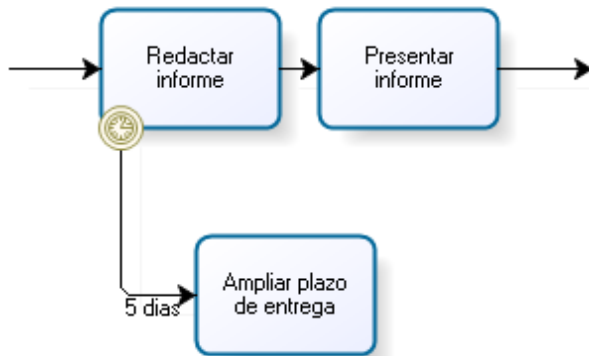 Redactar
informe
Presentar
informe
5 dias
Ampliar plazo
de entrega